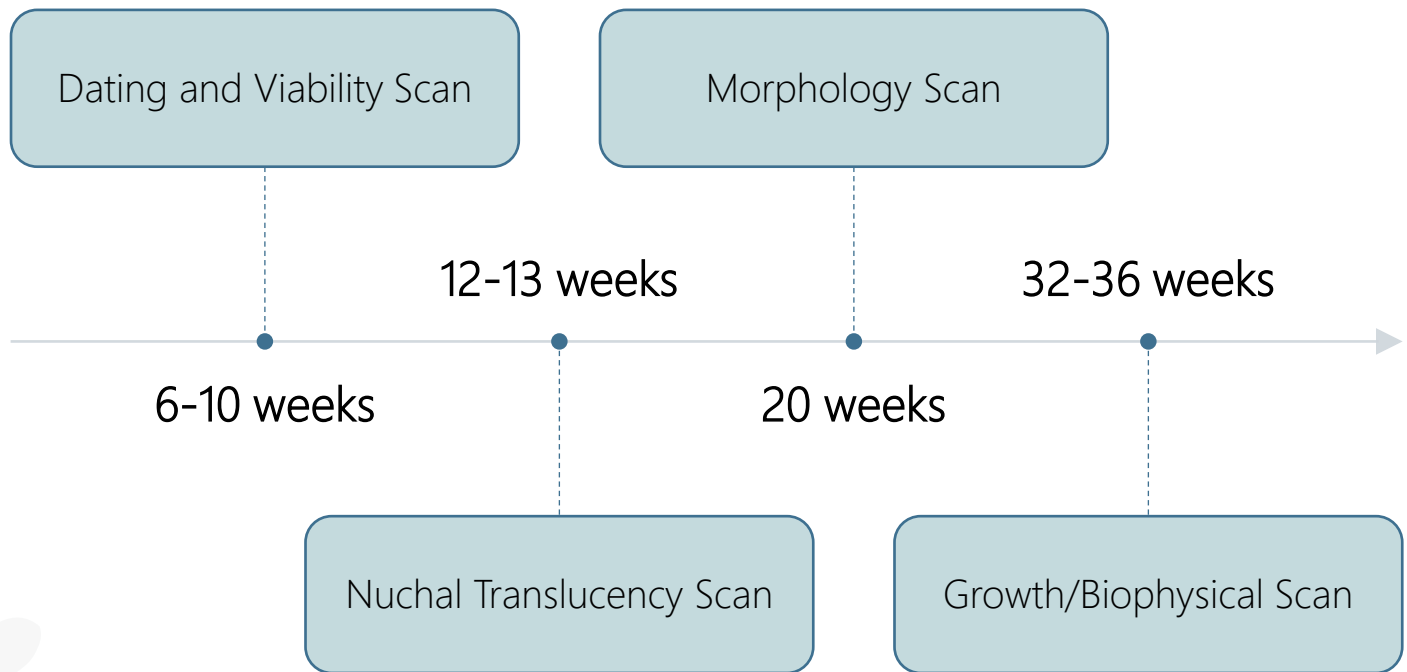 Dating and Viability Scan
Morphology Scan
12-13 weeks
32-36 weeks
6-10 weeks
20 weeks
Nuchal Translucency Scan
Growth/Biophysical Scan